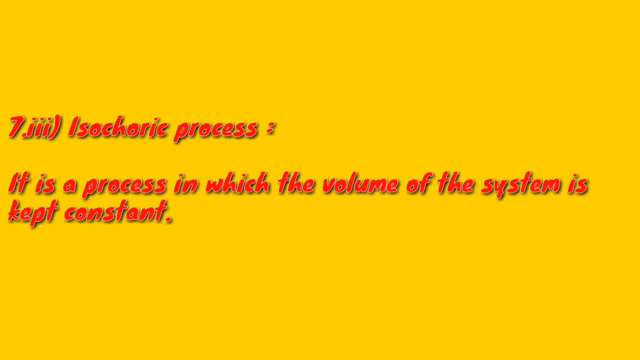 7.iii) Isochoric process :
It is a process in which the volume of the system is
kept constant.